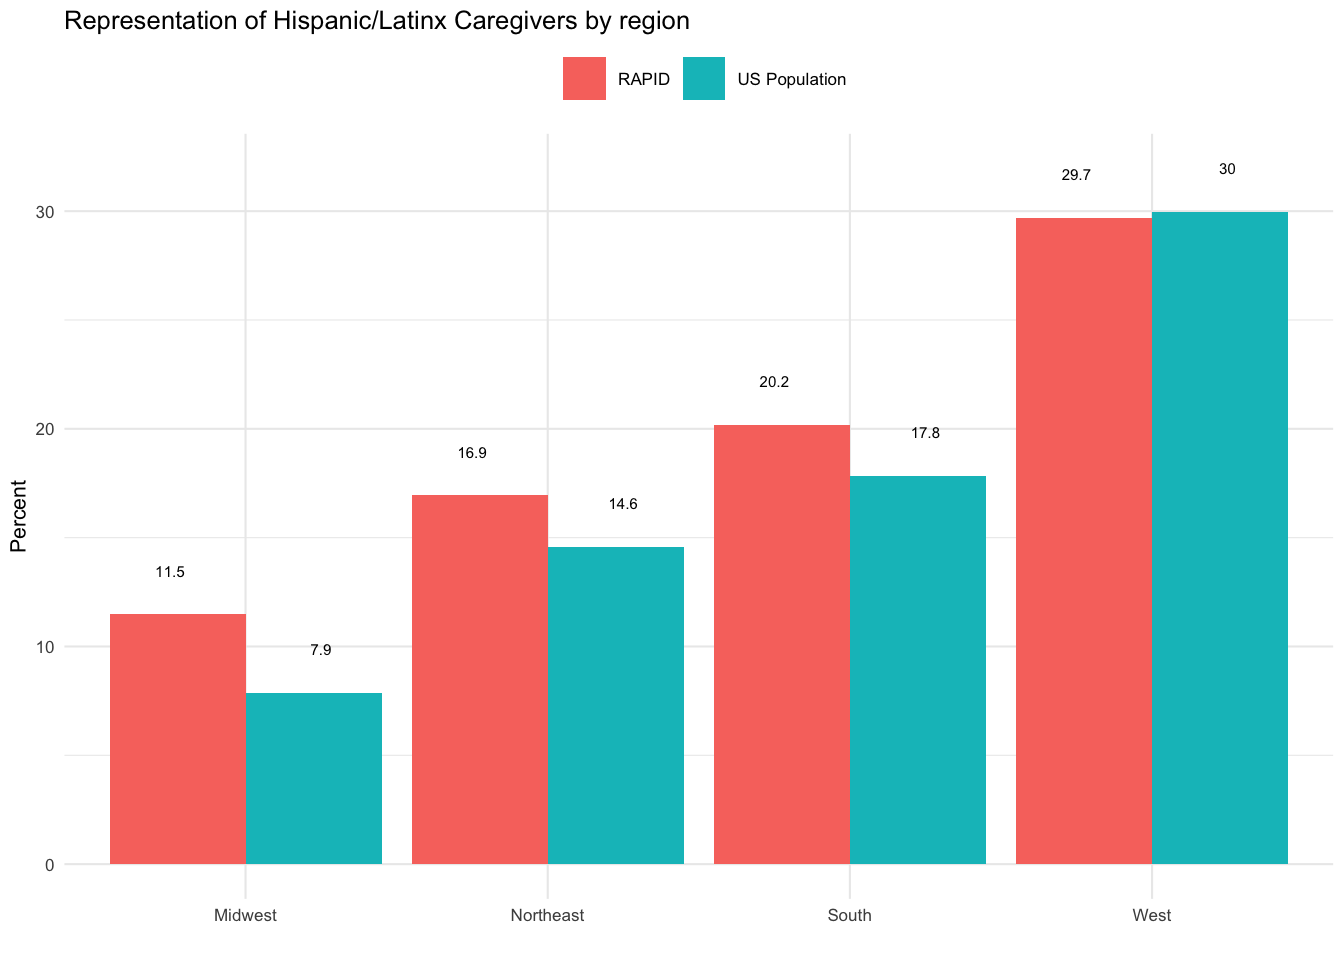 Representation of Hispanic/Latinx Caregivers by region
RAPID
US Population
Percent
30
20
10
0
11.5
7.9
16.9
14.6
20.2
17.8
29.7
30
Midwest
Northeast
South
West